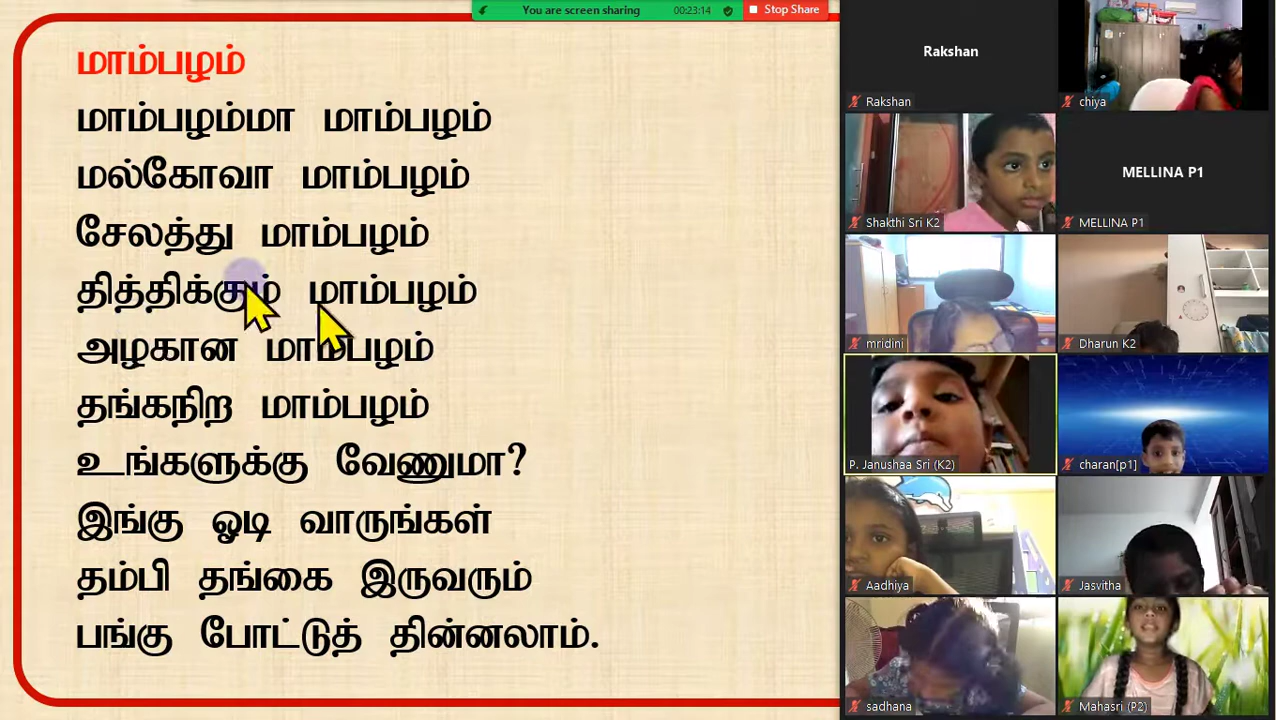 You are screen sharing 00:23:14 Stop Share
மாம்பழம்
மாம்பழம்மா மாம்பழம்
மல்கோவா மாம்பழம்
சேலத்து மாம்பழம்
தித்திக்கும் மாம்பழம்
அழகான மாம்பழம்
தங்கநிற மாம்பழம்
உங்களுக்கு வேணுமா?
இங்கு ஓடி வாருங்கள்
தம்பி தங்கை இருவரும்
பங்கு போட்டுத் தின்னலாம்.
Rakshan
Rakshan
chiya
Shakthi Sri K2
MELLINA P1
MELLINA P1
mridini
Dharun K2
P. Janushaa Sri (K2)
charan[p1]
Aadhiya
Jasvitha
sadhana
Mahasri (P2)